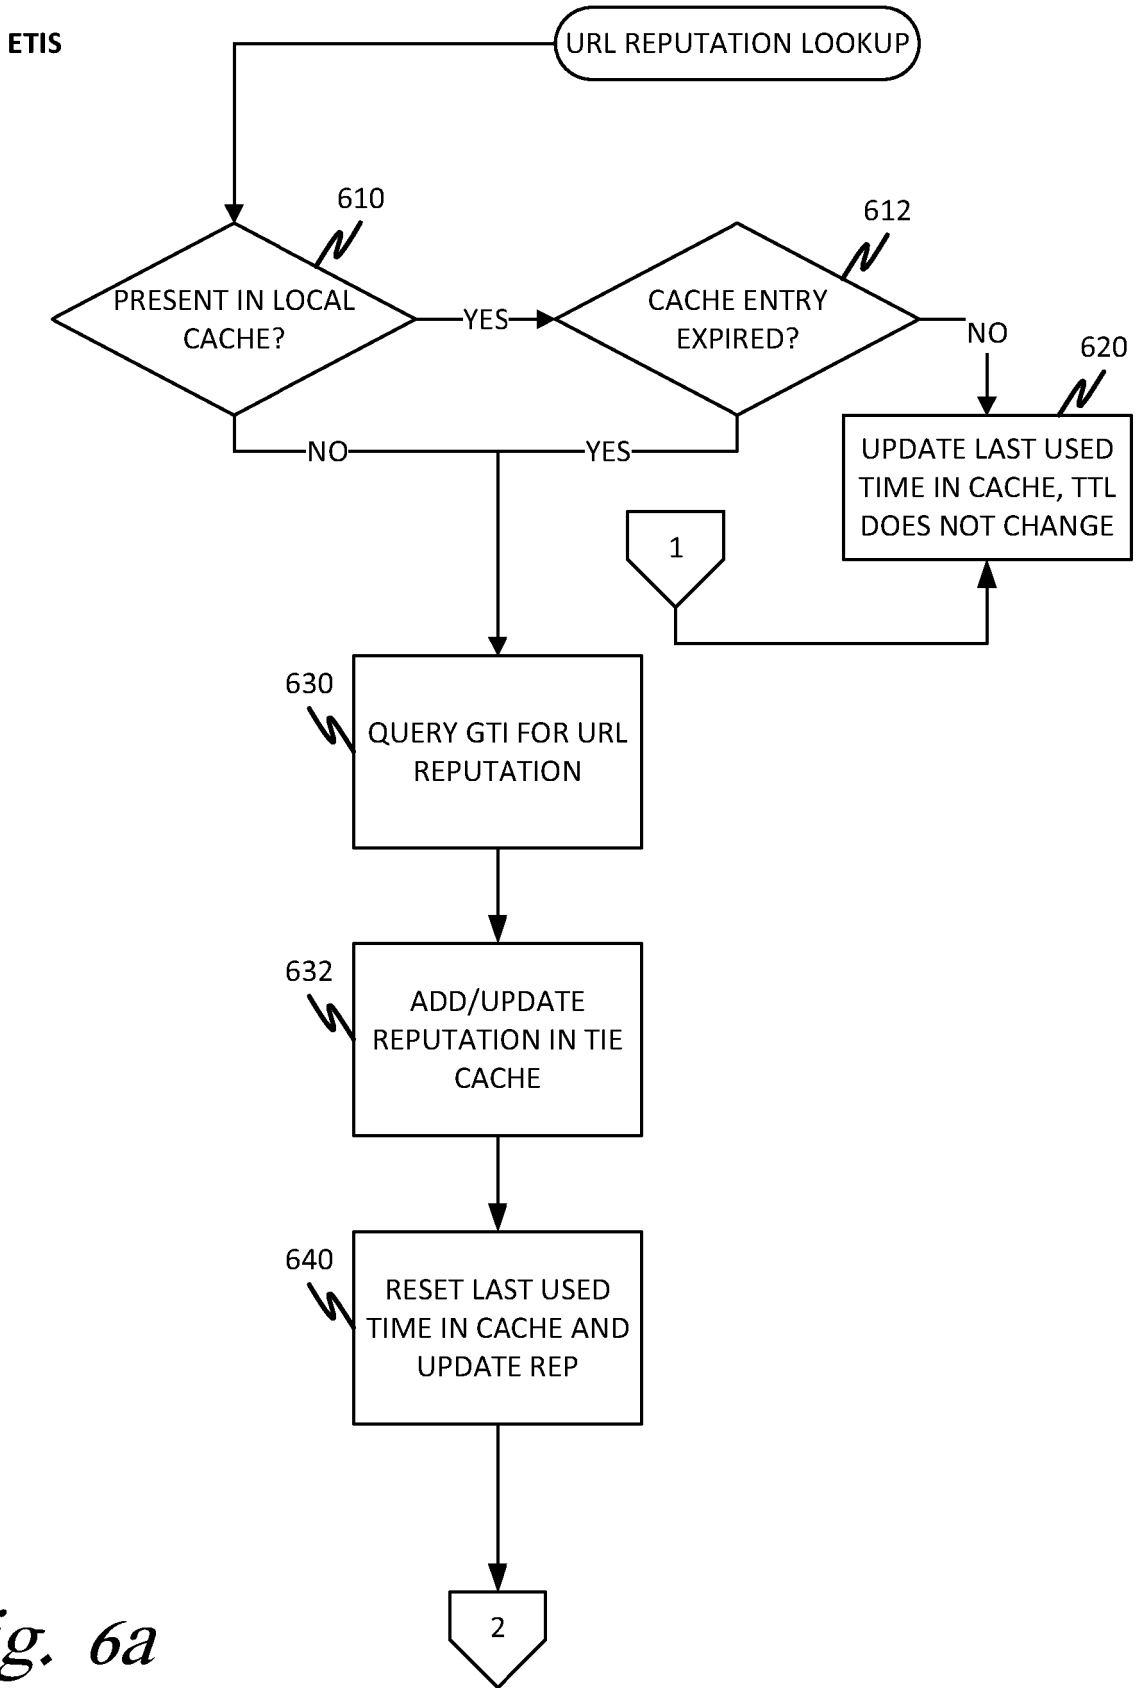 ETIS
URL REPUTATION LOOKUP
610
612
PRESENT IN LOCAL
CACHE?
YES
CACHE ENTRY
EXPIRED?
NO
620
NO
YES
UPDATE LAST USED
TIME IN CACHE, TTL
DOES NOT CHANGE
1
630
QUERY GTI FOR URL
REPUTATION
632
ADD/UPDATE
REPUTATION IN TIE
CACHE
640
RESET LAST USED
TIME IN CACHE AND
UPDATE REP
2
ig. 6a